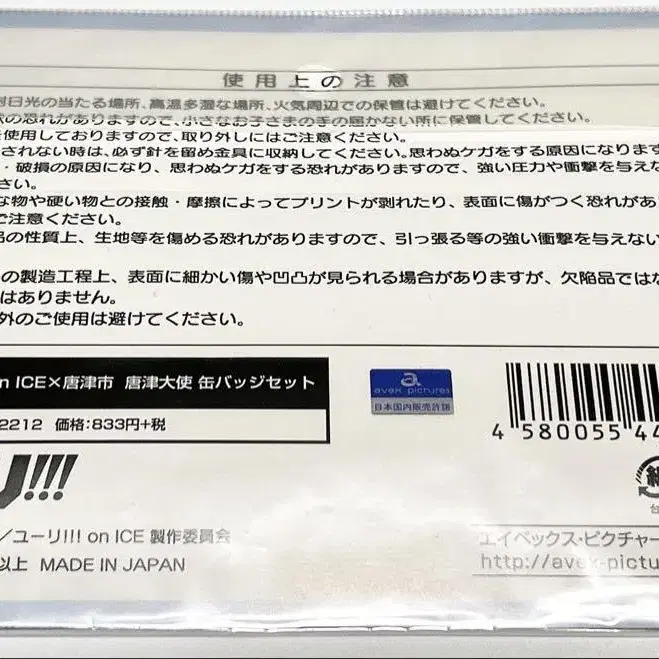 使用上の注意
日光の当たる場所、高温多湿な場所、火気周辺での保管は避けてください。
の恐れがありますので、小さなお子さまの手の届かない所に保管してください。
を使用しておりますので、取り外しにはご注意ください。
されない時は、必ず針を留め金具に収納してください。思わぬケガをする原因になります
・破損の原因になり、思わぬケガをする恐れがありますので、強い圧力や衝撃を与えな
さい。
な物や硬い物との接触・摩擦によってプリントが剥れたり、表面に傷がつく恐れがあ
ご注意ください。
品の性質上、生地等を傷める恐れがありますので、引っ張る等の強い衝撃を与えない
の製造工程上、表面に細かい傷や凹凸が見られる場合がありますが、欠陥品ではな
はありません。
外のご使用は避けてください。
on ICE×唐津市 唐津大使 缶バッジセット
2212 価格:833円+税
a
avex pictures
日本国内販売許諾
4 580055 44
リ!!!
/ユーリ!!! on ICE 製作委員会
以上 MADE IN JAPAN
エイベックス・ピクチャー
http://avex-pictu